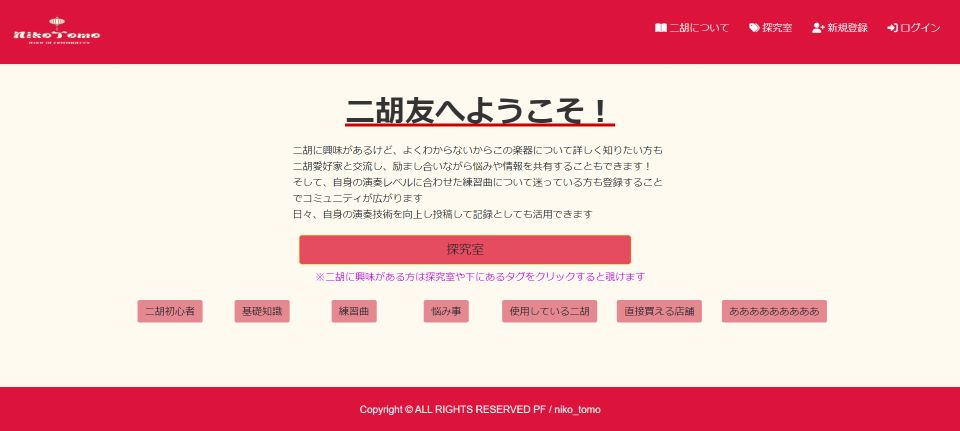 NikoTomo
二胡について
探究室
新規登録
ログイン
二胡友へようこそ！
二胡に興味があるけど、よくわからないからこの楽器について詳しく知りたい方も
二胡愛好家と交流し、励まし合いながら悩みや情報を共有することもできます！
そして、自身の演奏レベルに合わせた練習曲について迷っている方も登録すること
でコミュニティが広がります
日々、自身の演奏技術を向上し投稿して記録としても活用できます
探究室
※二胡に興味がある方は探究室や下にあるタグをクリックすると覗けます
二胡初心者
基礎知識
練習曲
悩み事
使用している二胡
直接買える店舗
あああああああああ
Copyright © ALL RIGHTS RESERVED PF / niko_tomo